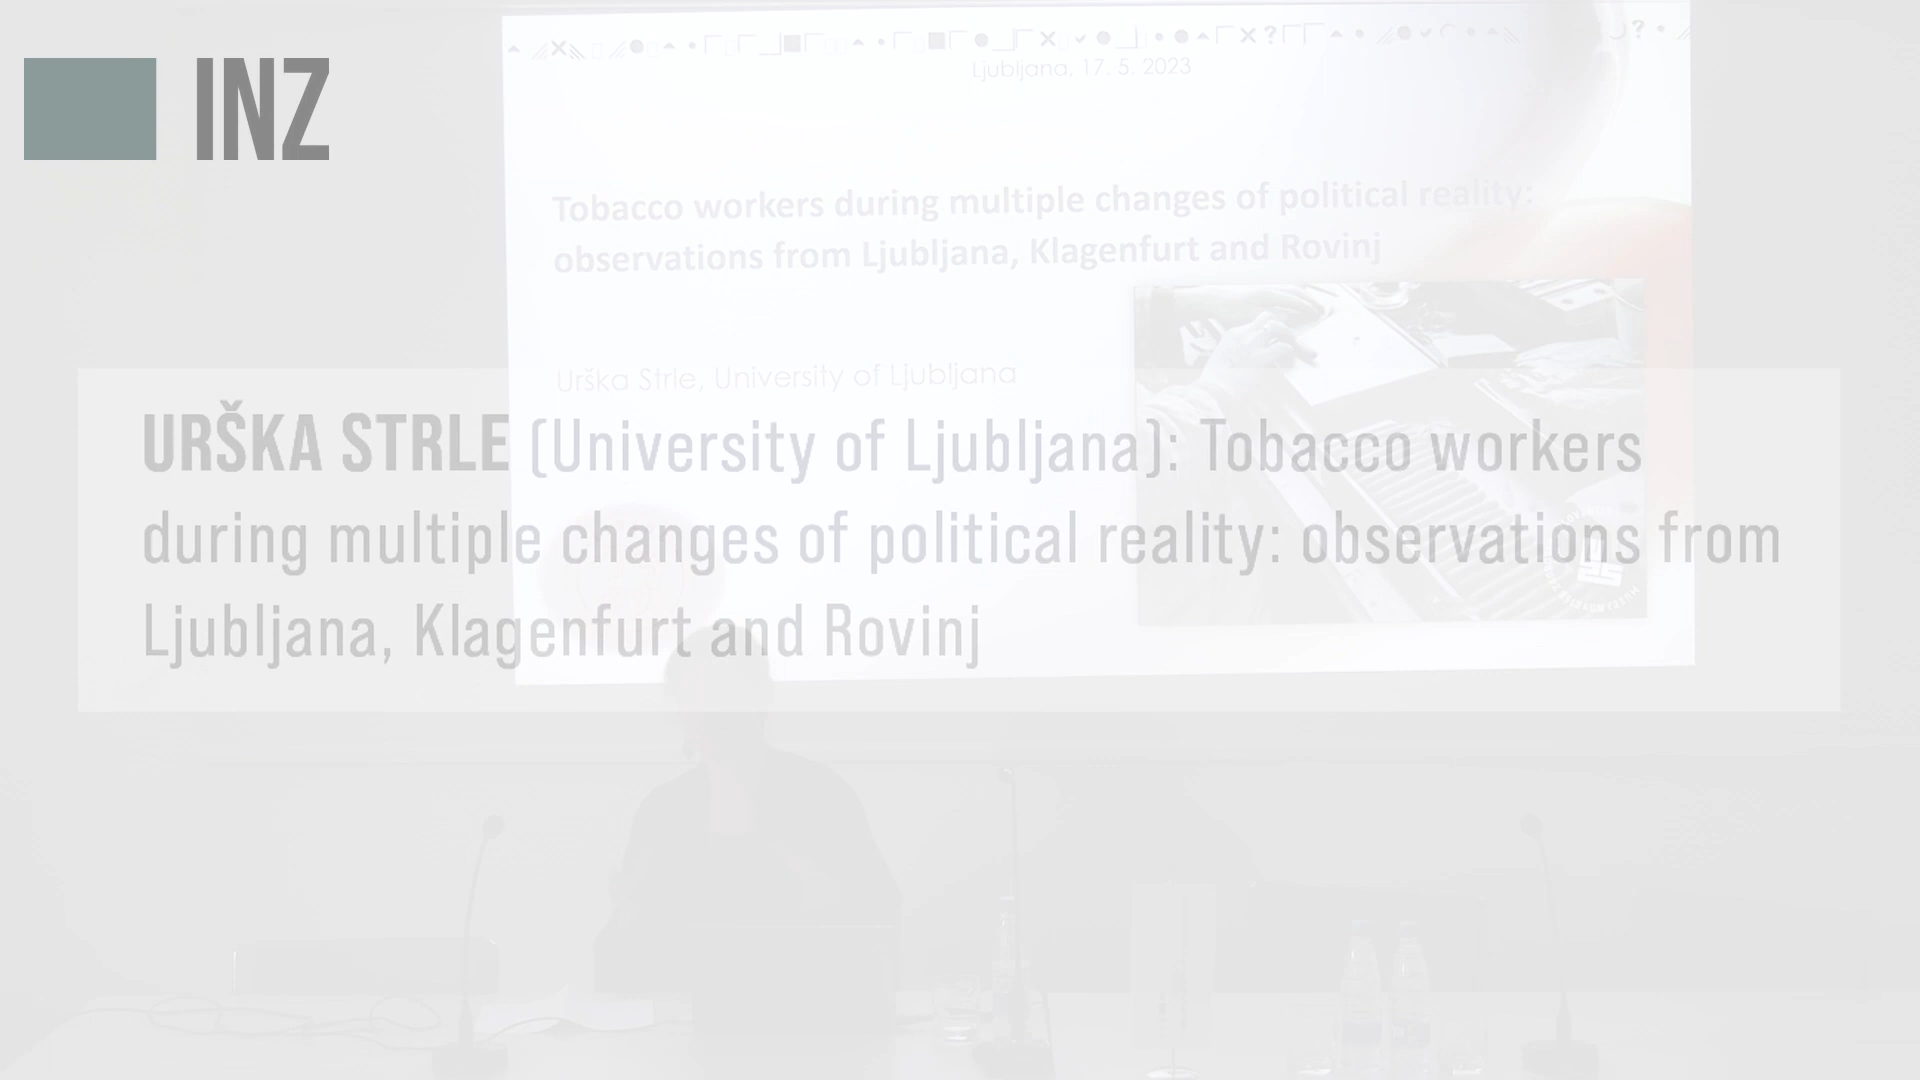 INZ
Ljubljana, 17. 5. 2023
Tobacco workers during multiple changes of political reality:
observations from Ljubljana, Klagenfurt and Rovinj
Urška Strle, University of Ljubljana
URŠKA STRLE (University of Ljubljana): Tobacco workers
during multiple changes of political reality: observations from
Ljubljana, Klagenfurt and Rovinj